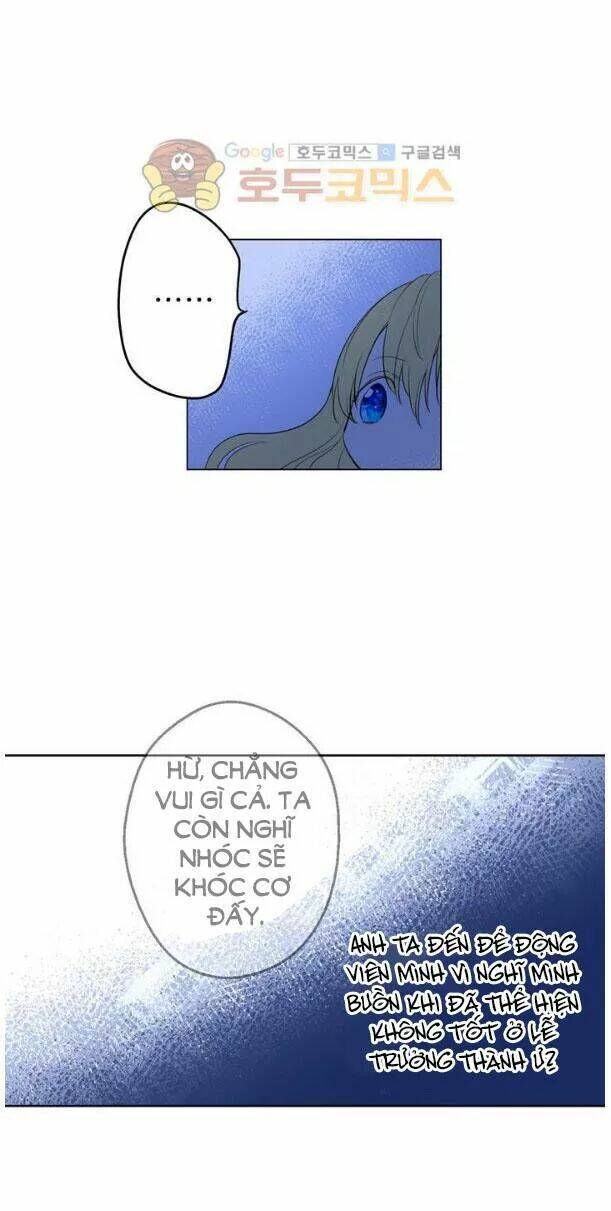 Google 호두코믹스 구글검색
호두코믹스
......
HỪ, CHẲNG
VUI GÌ CẢ. TA
CÒN NGHĨ
NHÓC SẼ
KHÓC CƠ
ĐẤY.
ANH TA ĐẾN ĐỂ ĐỘNG
VIÊN MÌNH VÌ NGHĨ MÌNH
BUỒN KHI ĐÃ THỂ HIỆN
KHÔNG TỐT Ở LỄ
TRƯỞNG THÀNH Ư?